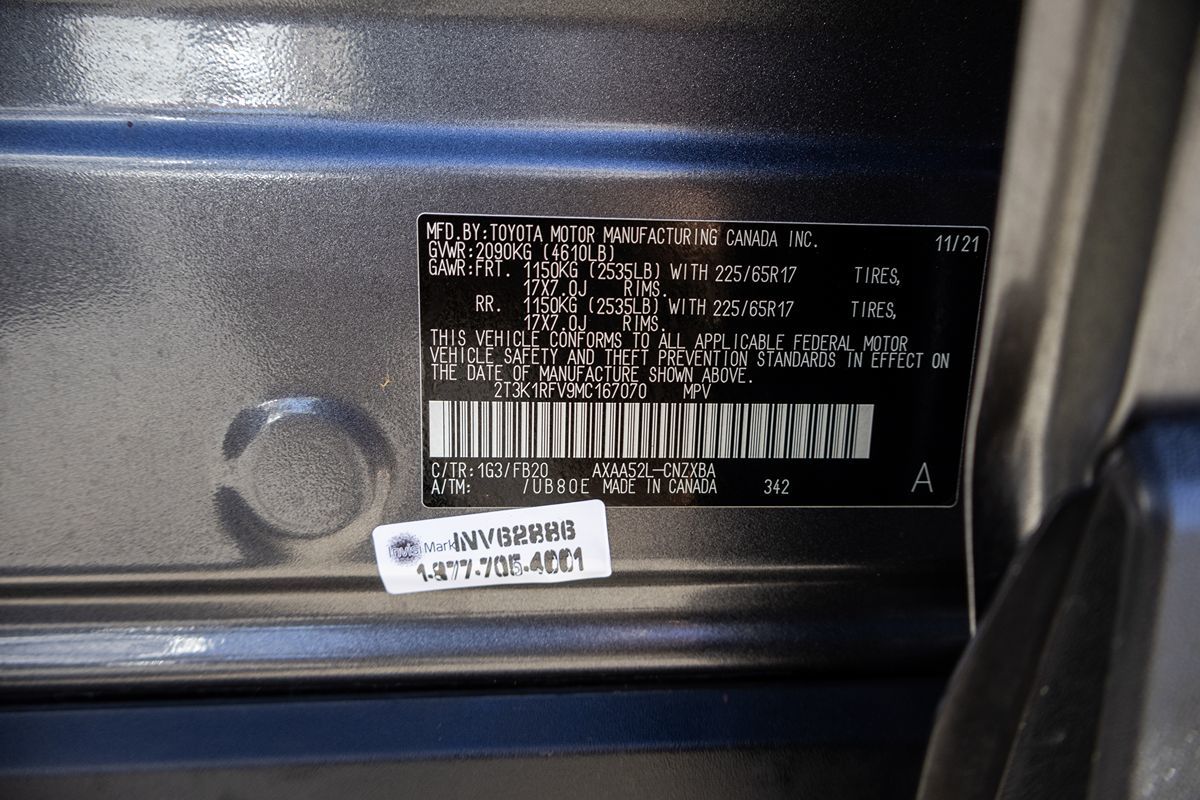 MFD.BY:TOYOTA MOTOR MANUFACTURING CANADA INC. 11/21
GVWR:2090KG (4610LB)
GAWR:FRT. 1150KG (2535LB) WITH 225/65R17 TIRES,
17X7.0J RIMS.
RR. 1150KG (2535LB) WITH 225/65R17 TIRES,
17X7.0J RIMS.
THIS VEHICLE CONFORMS TO ALL APPLICABLE FEDERAL MOTOR
VEHICLE SAFETY AND THEFT PREVENTION STANDARDS IN EFFECT ON
THE DATE OF MANUFACTURE SHOWN ABOVE.
2T3K1RFV9MC167070 MPV
C/TR:1G3/FB20 AXAA52L-CNZXBA
A/TM: /UB80E MADE IN CANADA 342 A
InvisiMark INV62886
1-877-705-4001